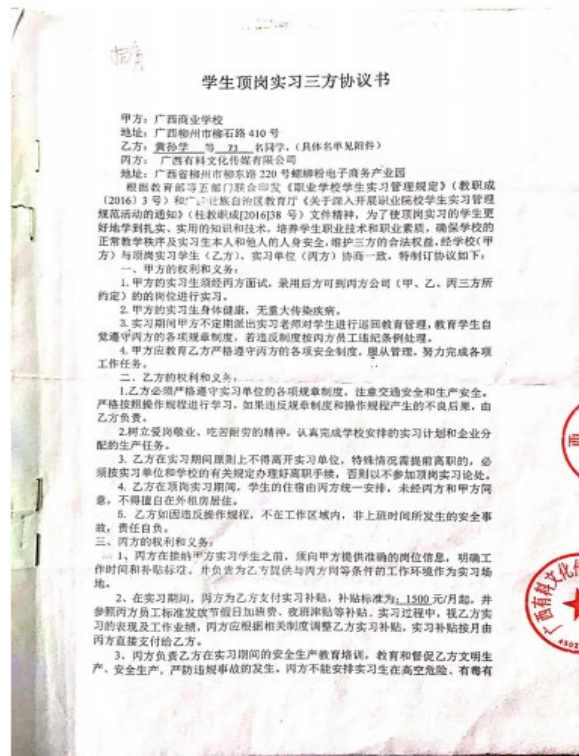 学生顶岗实习三方协议书
甲方：广西商业学校
地址：广西柳州市柳石路 410 号
乙方：黄孙学 等 73 名同学，（具体名单见附件）
丙方： 广西有科文化传媒有限公司
地址：广西省柳州市柳东路 220 号螺蛳粉电子商务产业园
根据教育部等五部门联合印发《职业学校学生实习管理规定》（教职成
〔2016〕3 号）和广西壮族自治区教育厅《关于深入开展职业院校学生实习管理
规范活动的通知》（桂教职成[2016]38 号）文件精神，为了使顶岗实习的学生更
好地学到扎实、实用的知识和技术，培养学生职业技术和职业素质，确保学校的
正常教学秩序及实习生本人和他人的人身安全，维护三方的合法权益，经学校（甲
方）与顶岗实习学生（乙方）、实习单位（丙方）协商一致，特制订协议如下：
一、甲方的权利和义务：
1.甲方的实习生须经丙方面试，录用后方可到丙方公司（甲、乙、丙三方所
约定）的的岗位进行实习。
2.甲方的实习生身体健康，无重大传染疾病。
3.实习期间甲方不定期派出实习老师对学生进行巡回教育管理，教育学生自
觉遵守丙方的各项规章制度，若违反制度按丙方员工违纪条例处理。
4.甲方应教育乙方严格遵守丙方的各项安全制度，服从管理，努力完成各项
工作任务。
二、乙方的权利和义务：
1.乙方必须严格遵守实习单位的各项规章制度，注意交通安全和生产安全。
严格按照操作规程进行学习，如果违反规章制度和操作规程产生的不良后果，由
乙方负责。
2.树立爱岗敬业、吃苦耐劳的精神，认真完成学校安排的实习计划和企业分
配的生产任务。
3、乙方在实习期间原则上不得离开实习单位，特殊情况需提前离职的，必
须按实习单位和学校的有关规定办理好离职手续，否则以不参加顶岗实习论处。
4、乙方在顶岗实习期间，学生的住宿由丙方统一安排，未经丙方和甲方同
意，不得擅自在外租房居住。
5、乙方如因违反操作规程，不在工作区域内，非上班时间所发生的安全事
故，责任自负。
三、丙方的权利和义务：
1、丙方在接纳甲方实习学生之前，须向甲方提供准确的岗位信息，明确工
作时间和补贴标准。并负责为乙方提供与丙方同等条件的工作环境作为实习场
地。
2、在实习期间，丙方为乙方支付实习补贴，补贴标准为：1500 元/月起，并
参照丙方员工标准发放节假日加班费、夜班津贴等补贴。实习过程中，视乙方实
习的表现及工作业绩，丙方应根据相关制度调整乙方实习补贴，实习补贴按月由
丙方直接支付给乙方。
3、丙方负责乙方在实习期间的安全生产教育培训，教育和督促乙方文明生
产、安全生产，严防违规事故的发生。丙方不能安排实习生在高空危险、有毒有
西
广西有科文化传
4502